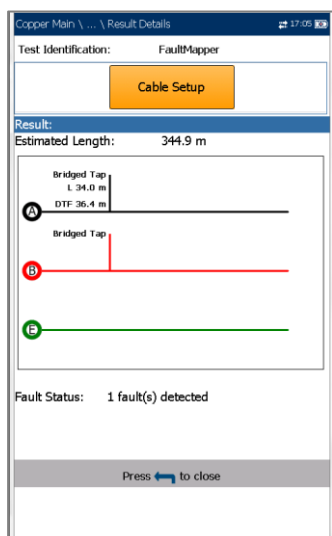 Copper Main \ ... \ Result Details 17:05
Test Identification: FaultMapper
Cable Setup
Result:
Estimated Length: 344.9 m
Bridged Tap
L 34.0 m
DTF 36.4 m
A
Bridged Tap
B
E
Fault Status: 1 fault(s) detected
Press to close